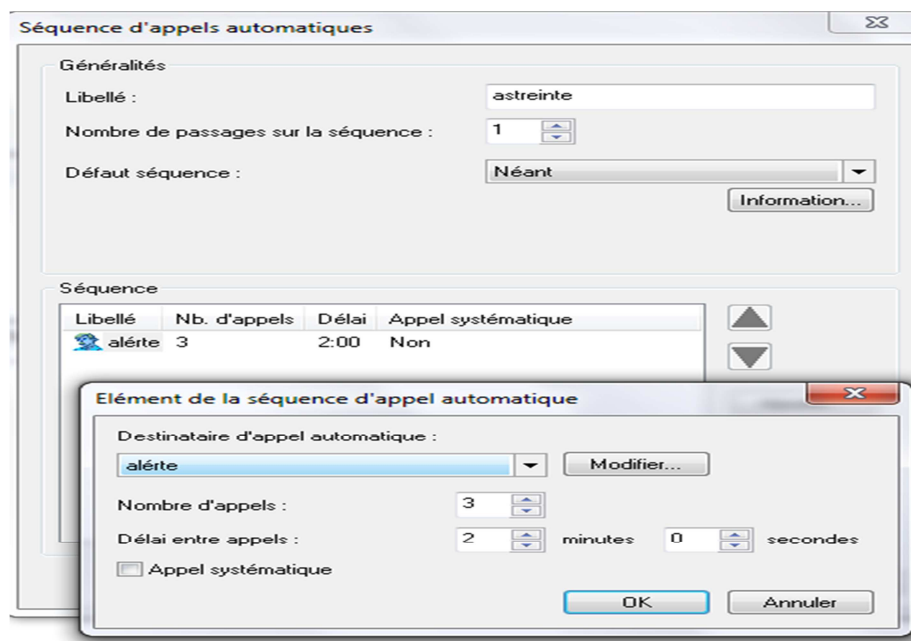 Séquence d'appels automatiques
Généralités
Libellé :
astreinte
Nombre de passages sur la séquence :
1
Défaut séquence :
Néant
Information...
Séquence
Libellé Nb. d'appels Délai Appel systématique
alérte 3 2:00 Non
Elément de la séquence d'appel automatique
Destinataire d'appel automatique :
alérte
Modifier...
Nombre d'appels :
3
Délai entre appels :
2 minutes 0 secondes
Appel systématique
OK Annuler